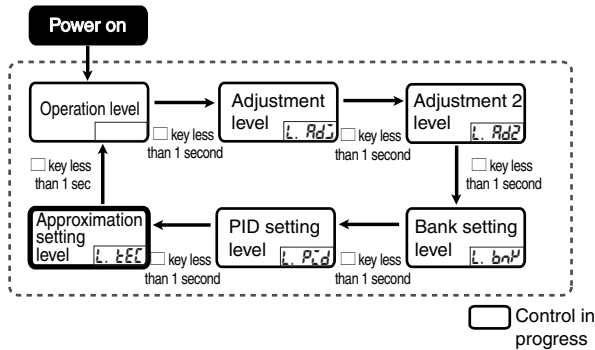 Power on
Operation level
□ key less
than 1 second
Adjustment
level
L.AdJ
□ key less
than 1 second
Adjustment 2
level
L.Ad2
□ key less
than 1 second
Bank setting
level
L.bnK
□ key less
than 1 second
PID setting
level
L.PId
□ key less
than 1 second
Approximation
setting
level
L.tEC
□ key less
than 1 sec
Control in
progress